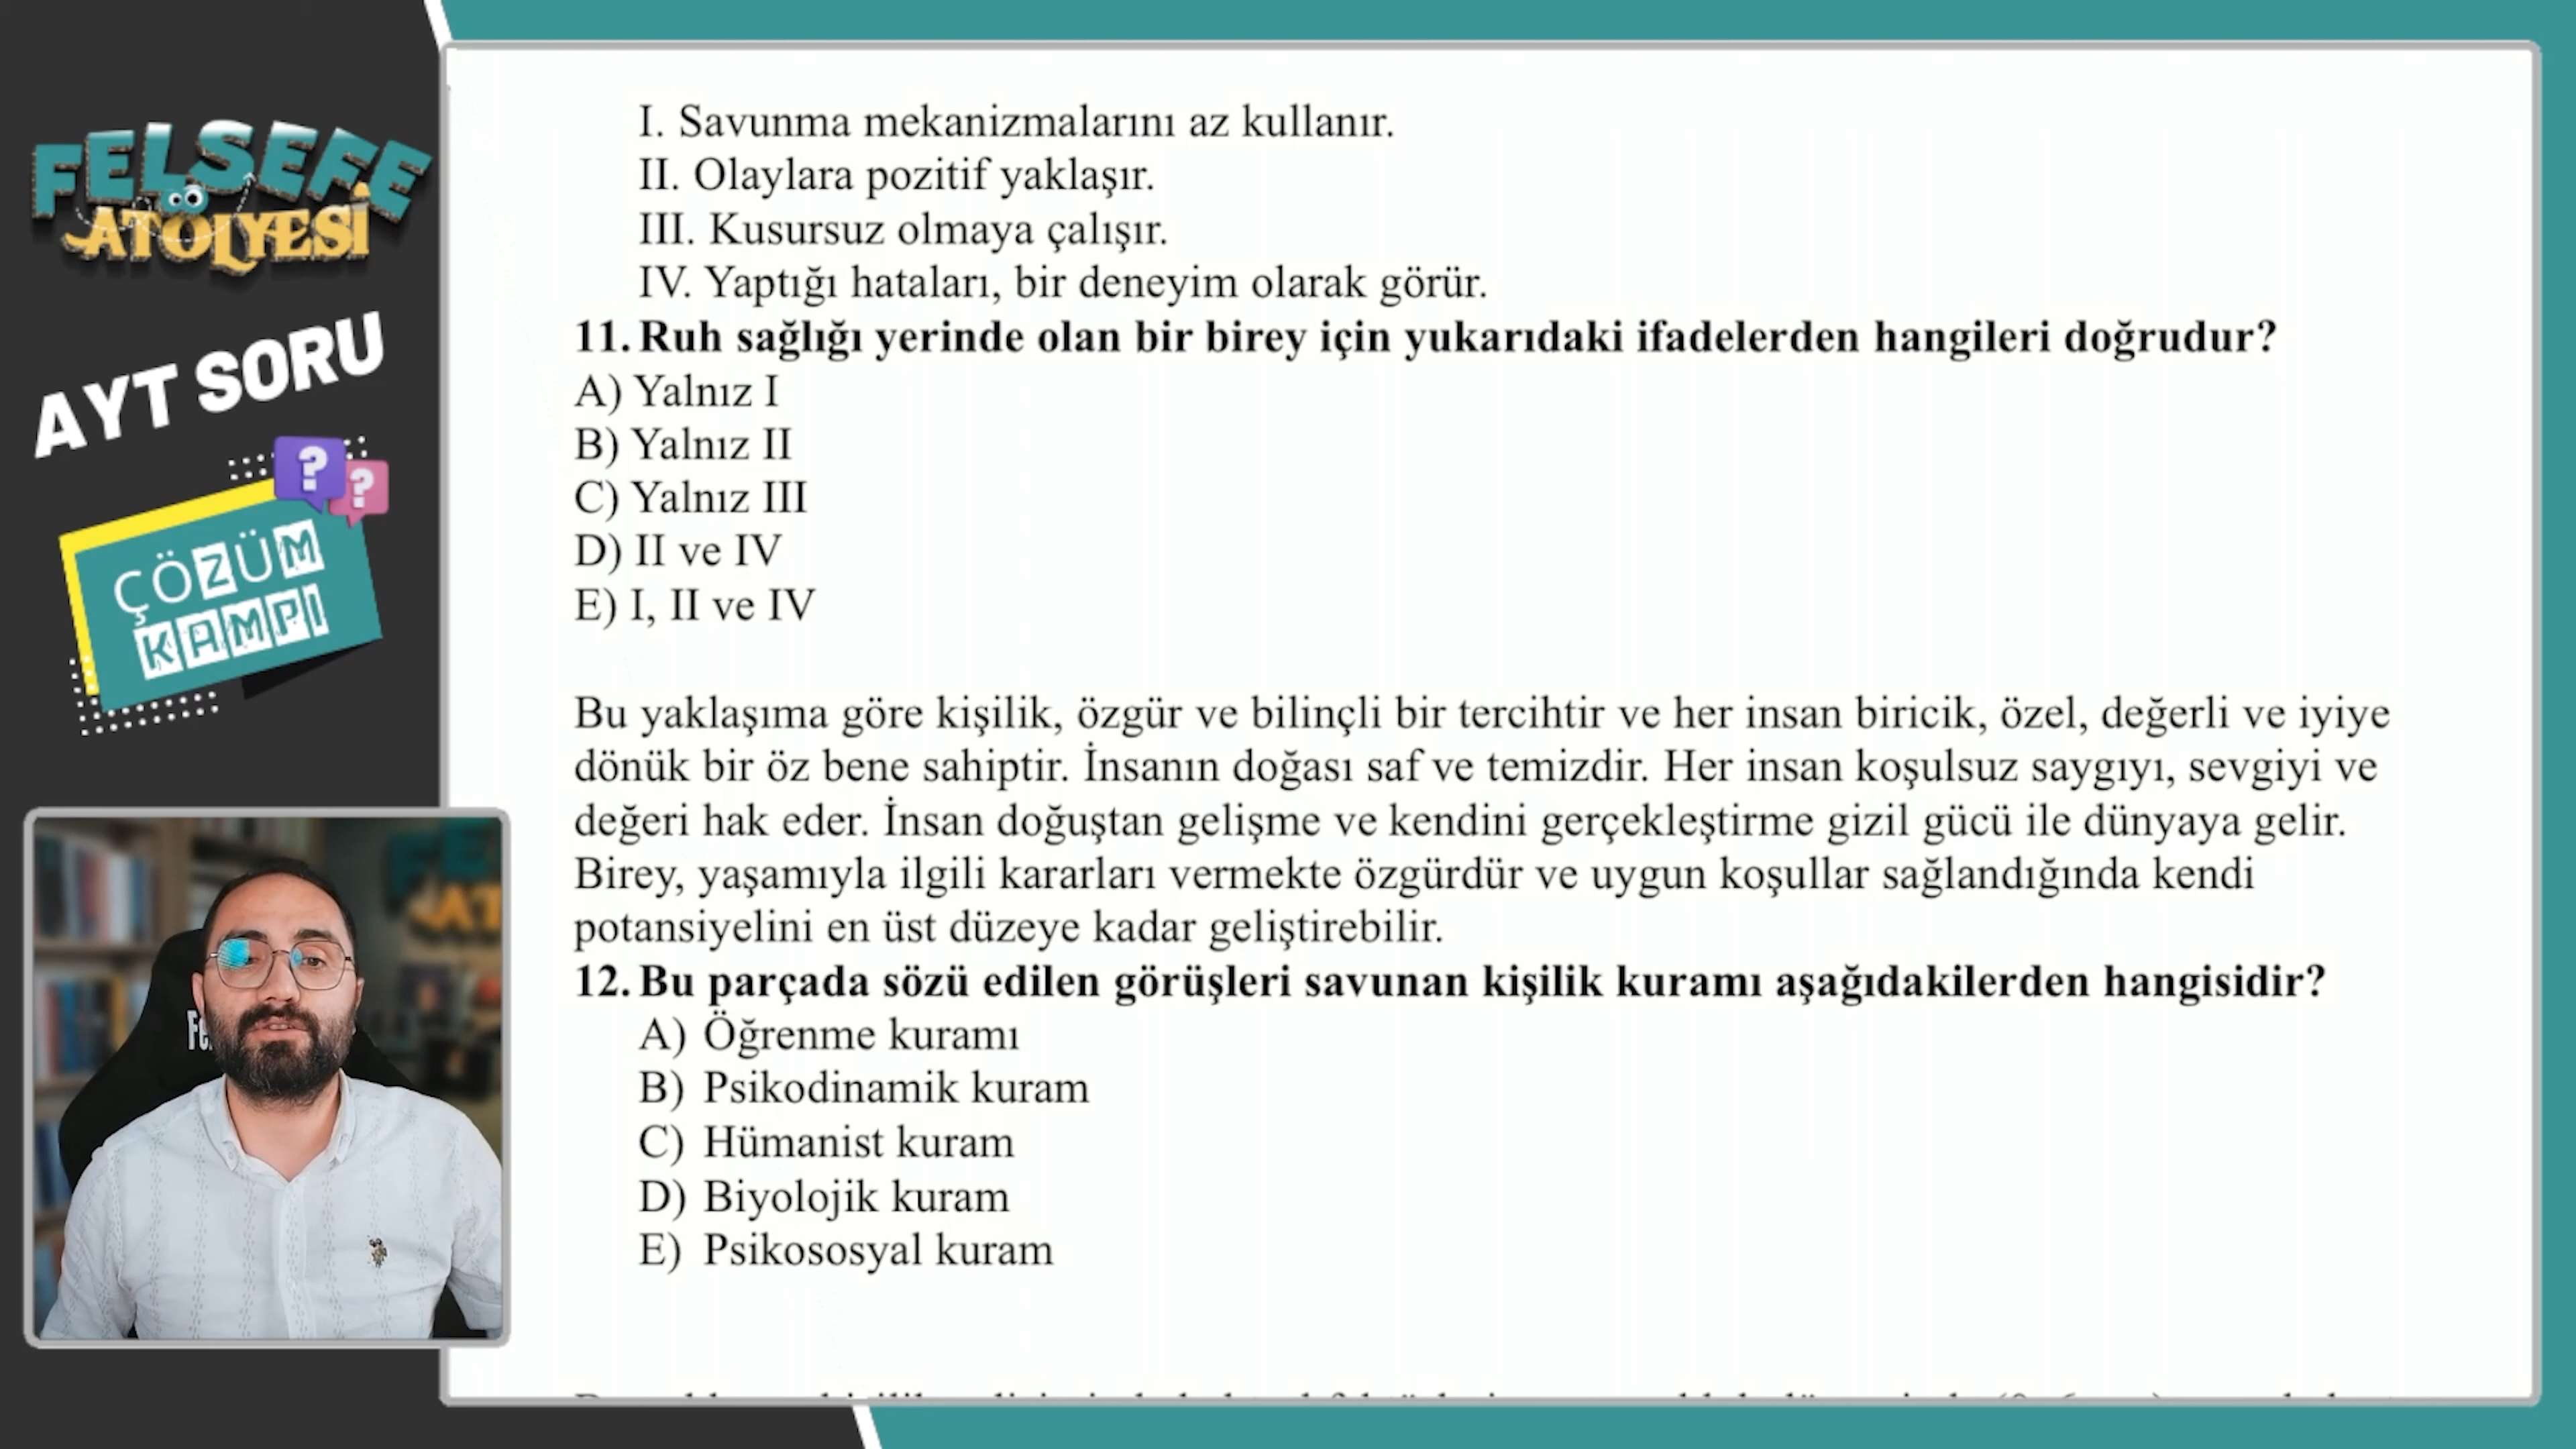 FELSEFE
ATÖLYESİ
AYT SORU
? ?
ÇÖZÜM
KAMPI
I. Savunma mekanizmalarını az kullanır.
II. Olaylara pozitif yaklaşır.
III. Kusursuz olmaya çalışır.
IV. Yaptığı hataları, bir deneyim olarak görür.
11. Ruh sağlığı yerinde olan bir birey için yukarıdaki ifadelerden hangileri doğrudur?
A) Yalnız I
B) Yalnız II
C) Yalnız III
D) II ve IV
E) I, II ve IV
Bu yaklaşıma göre kişilik, özgür ve bilinçli bir tercihtir ve her insan biricik, özel, değerli ve iyiye
dönük bir öz bene sahiptir. İnsanın doğası saf ve temizdir. Her insan koşulsuz saygıyı, sevgiyi ve
değeri hak eder. İnsan doğuştan gelişme ve kendini gerçekleştirme gizil gücü ile dünyaya gelir.
Birey, yaşamıyla ilgili kararları vermekte özgürdür ve uygun koşullar sağlandığında kendi
potansiyelini en üst düzeye kadar geliştirebilir.
12. Bu parçada sözü edilen görüşleri savunan kişilik kuramı aşağıdakilerden hangisidir?
A) Öğrenme kuramı
B) Psikodinamik kuram
C) Hümanist kuram
D) Biyolojik kuram
E) Psikososyal kuram